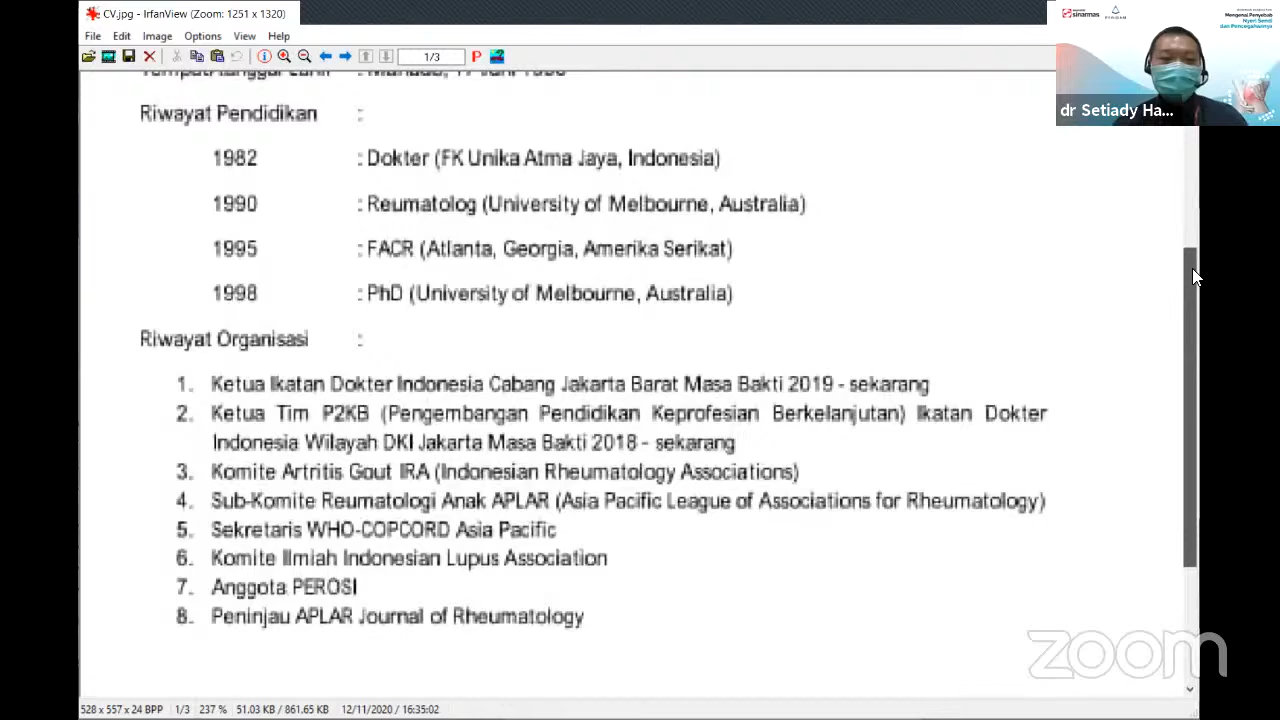 CV.jpg - IrfanView (Zoom: 1251 x 1320)
File Edit Image Options View Help
1/3
sinarmas
Mengenal Penyebab
Nyeri Sendi
dan Pencegahannya
dr Setiady Ha...
Riwayat Pendidikan :
1982 : Dokter (FK Unika Atma Jaya, Indonesia)
1990 : Reumatolog (University of Melbourne, Australia)
1995 : FACR (Atlanta, Georgia, Amerika Serikat)
1998 : PhD (University of Melbourne, Australia)
Riwayat Organisasi :
1. Ketua Ikatan Dokter Indonesia Cabang Jakarta Barat Masa Bakti 2019 - sekarang
2. Ketua Tim P2KB (Pengembangan Pendidikan Keprofesian Berkelanjutan) Ikatan Dokter
Indonesia Wilayah DKI Jakarta Masa Bakti 2018 - sekarang
3. Komite Artritis Gout IRA (Indonesian Rheumatology Associations)
4. Sub-Komite Reumatologi Anak APLAR (Asia Pacific League of Associations for Rheumatology)
5. Sekretaris WHO-COPCORD Asia Pacific
6. Komite Ilmiah Indonesian Lupus Association
7. Anggota PEROSI
8. Peninjau APLAR Journal of Rheumatology
zoom
528 x 557 x 24 BPP 1/3 237 % 51.03 KB / 861.65 KB 12/11/2020 / 16:35:02